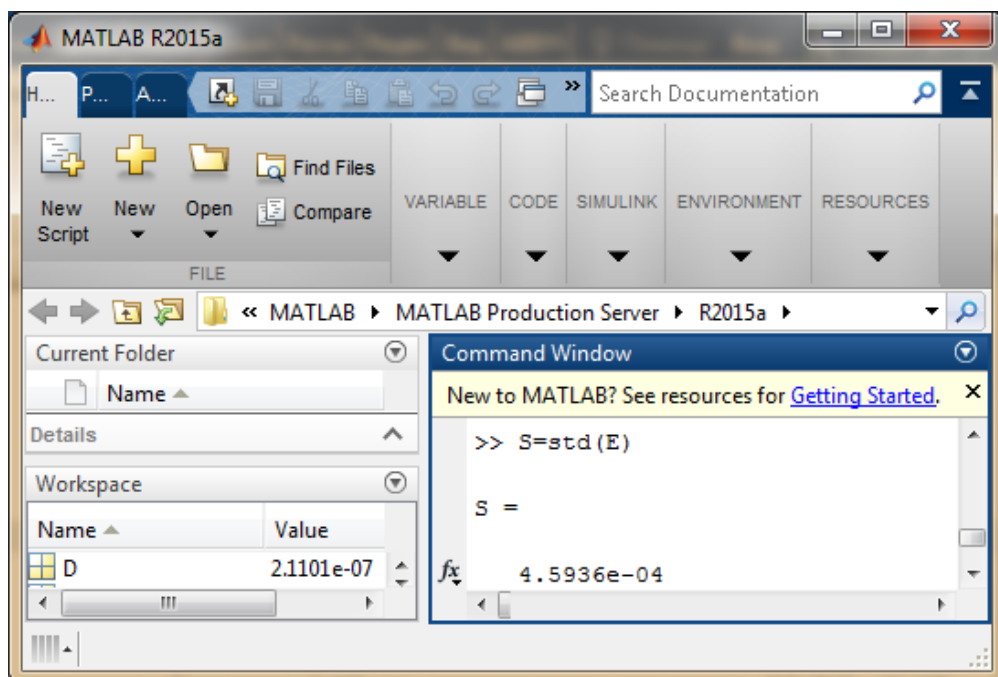 MATLAB R2015a
H... P... A... » Search Documentation
New Script
New
Open
Find Files
Compare
FILE
VARIABLE
CODE
SIMULINK
ENVIRONMENT
RESOURCES
« MATLAB ▸ MATLAB Production Server ▸ R2015a ▸
Current Folder
Name
Details
Workspace
Name Value
D 2.1101e-07
Command Window
New to MATLAB? See resources for Getting Started.
>> S=std(E)
S =
4.5936e-04
fx